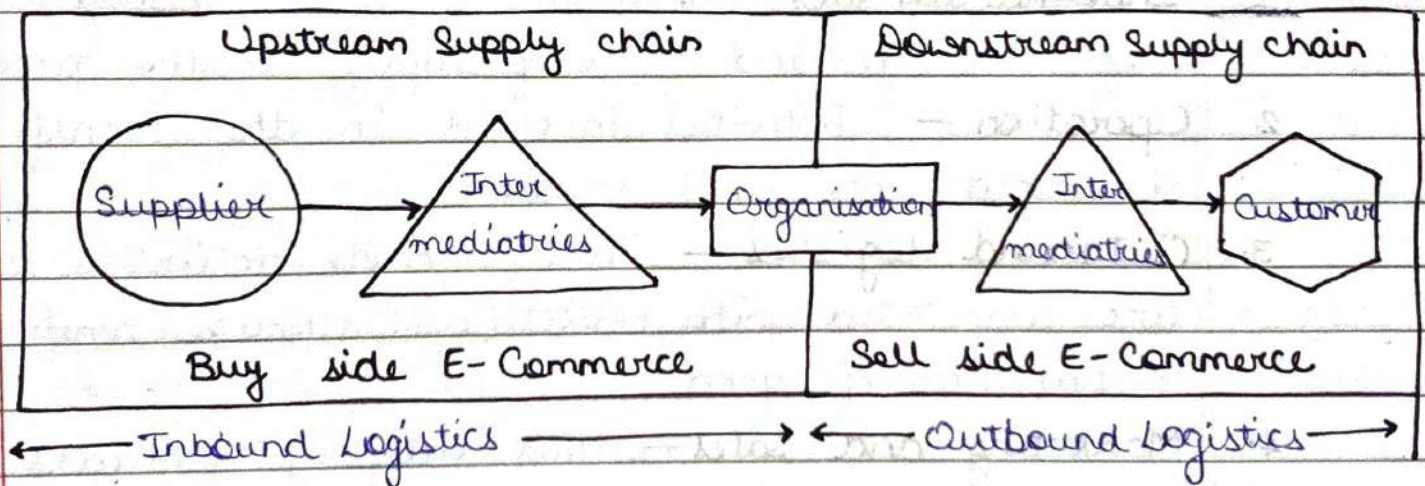 Upstream Supply chain Downstream Supply chain
Supplier Inter mediatries Organisation Inter mediatries Customer
Buy side E-Commerce Sell side E-Commerce
Inbound Logistics Outbound Logistics